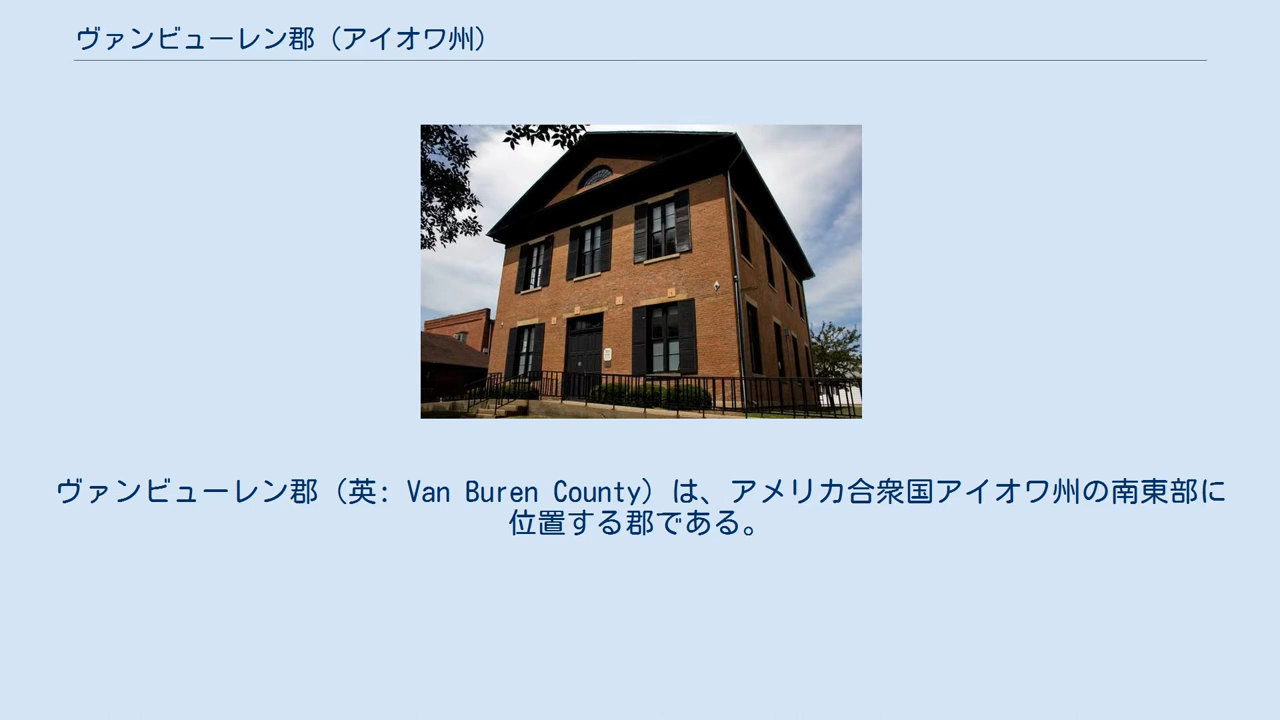 ヴァンビューレン郡（アイオワ州）
ヴァンビューレン郡（英: Van Buren County）は、アメリカ合衆国アイオワ州の南東部に
位置する郡である。